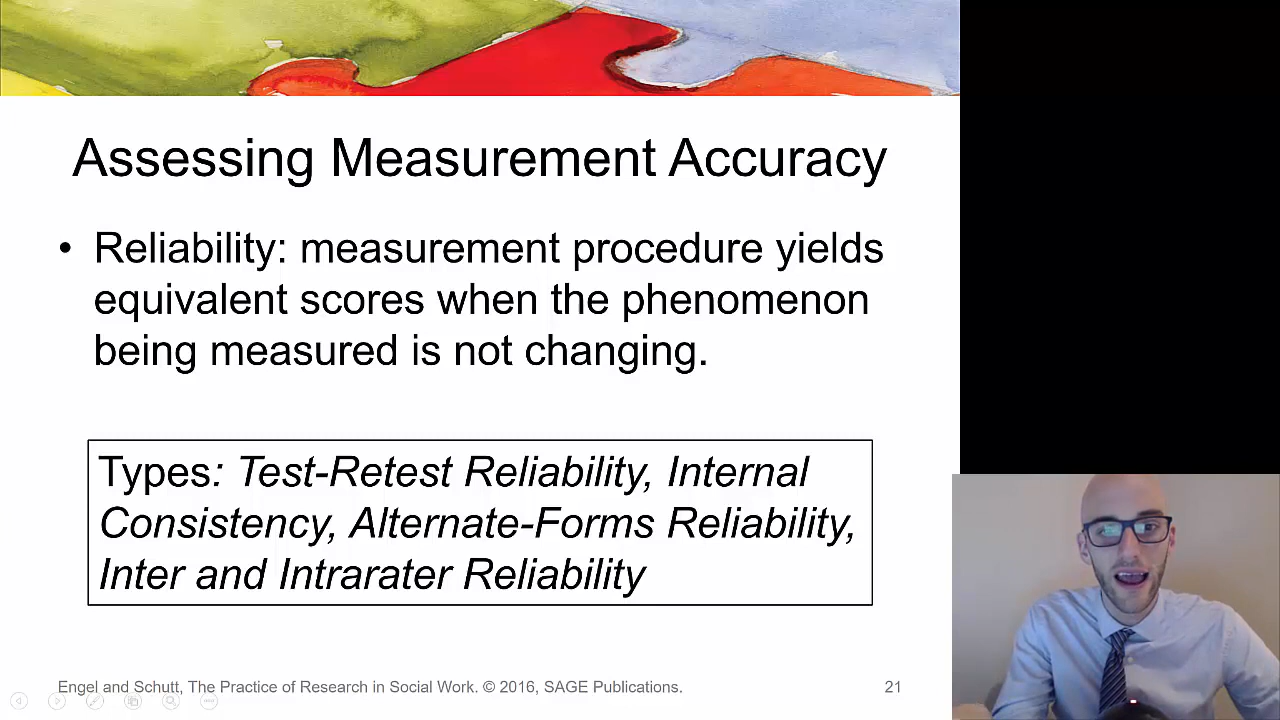 Assessing Measurement Accuracy
• Reliability: measurement procedure yields
equivalent scores when the phenomenon
being measured is not changing.
Types: Test-Retest Reliability, Internal
Consistency, Alternate-Forms Reliability,
Inter and Intrarater Reliability
Engel and Schutt, The Practice of Research in Social Work. © 2016, SAGE Publications.
21